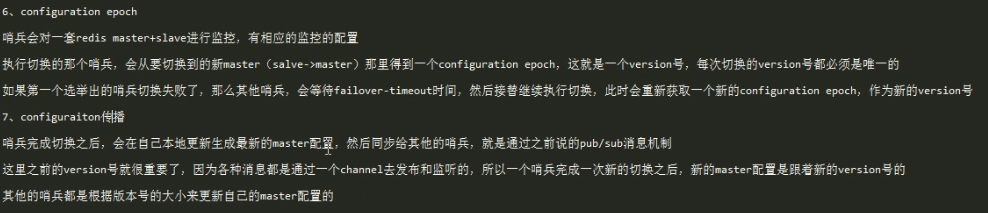 6、configuration epoch
哨兵会对一套redis master+slave进行监控，有相应的监控的配置
执行切换的那个哨兵，会从要切换到的新master（salve->master）那里得到一个configuration epoch，这就是一个version号，每次切换的version号都必须是唯一的
如果第一个选举出的哨兵切换失败了，那么其他哨兵，会等待failover-timeout时间，然后接替继续执行切换，此时会重新获取一个新的configuration epoch，作为新的version号
7、configuraiton传播
哨兵完成切换之后，会在自己本地更新生成最新的master配置，然后同步给其他的哨兵，就是通过之前说的pub/sub消息机制
这里之前的version号就很重要了，因为各种消息都是通过一个channel去发布和监听的，所以一个哨兵完成一次新的切换之后，新的master配置是跟着新的version号的
其他的哨兵都是根据版本号的大小来更新自己的master配置的